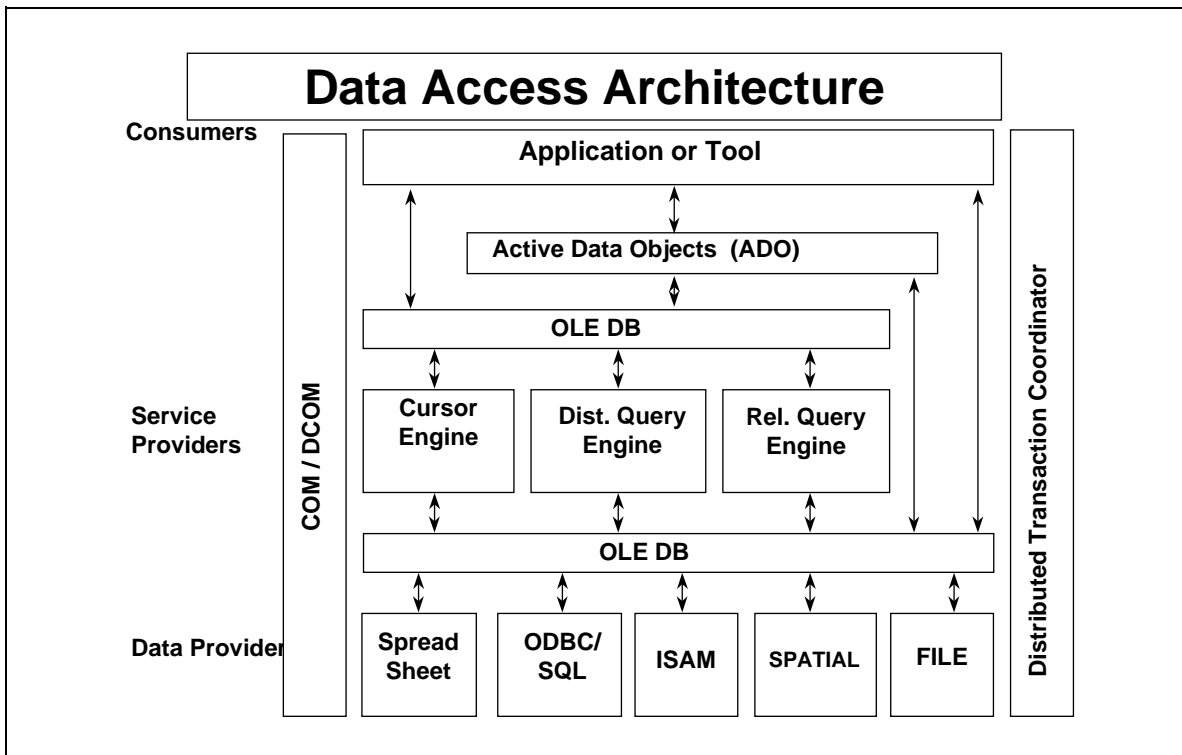 Data Access Architecture
Consumers
Application or Tool
Active Data Objects (ADO)
OLE DB
Service
Providers
Cursor
Engine
Dist. Query
Engine
Rel. Query
Engine
OLE DB
Data Provider
Spread
Sheet
ODBC/
SQL
ISAM
SPATIAL
FILE
COM / DCOM
Distributed Transaction Coordinator